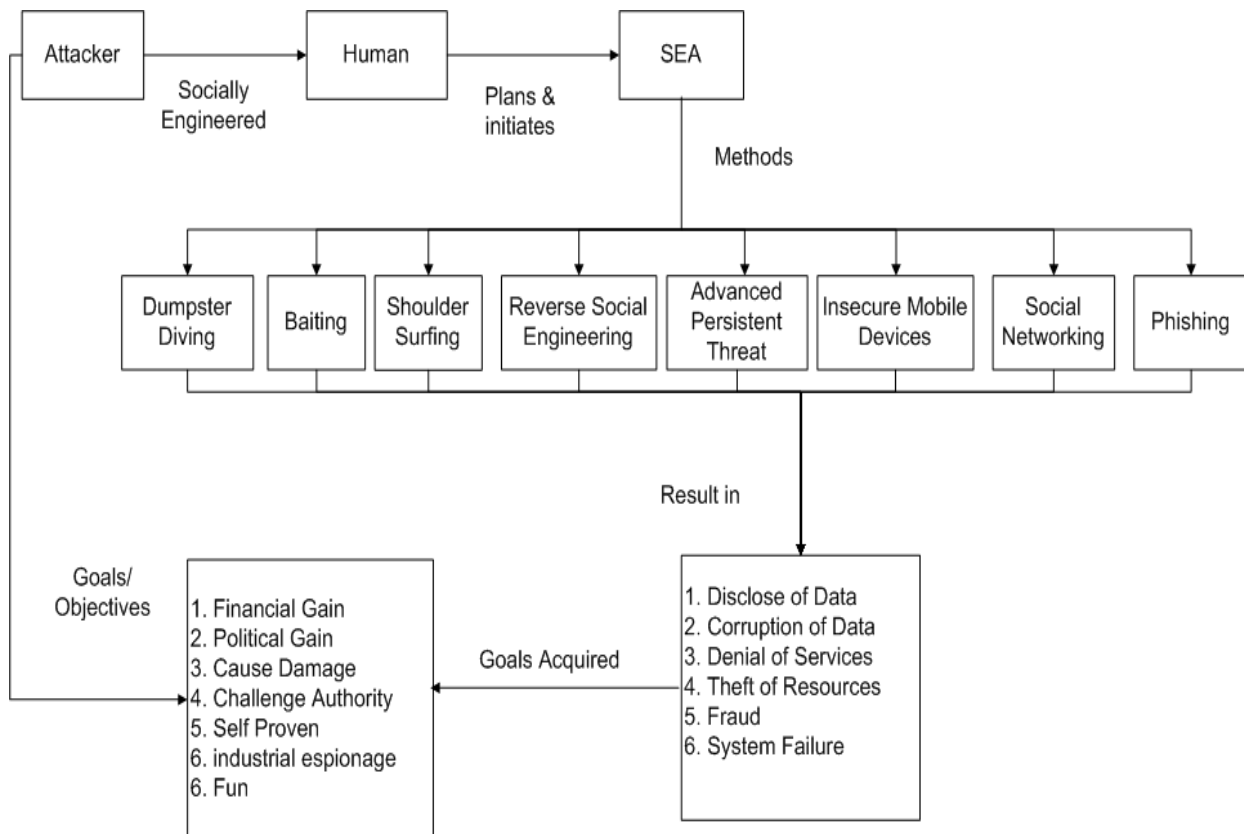 Attacker
Human
SEA
Socially
Engineered
Plans &
initiates
Methods
Dumpster
Diving
Baiting
Shoulder
Surfing
Reverse Social
Engineering
Advanced
Persistent
Threat
Insecure Mobile
Devices
Social
Networking
Phishing
Result in
Goals/
Objectives
1. Financial Gain
2. Political Gain
3. Cause Damage
4. Challenge Authority
5. Self Proven
6. industrial espionage
6. Fun
Goals Acquired
1. Disclose of Data
2. Corruption of Data
3. Denial of Services
4. Theft of Resources
5. Fraud
6. System Failure